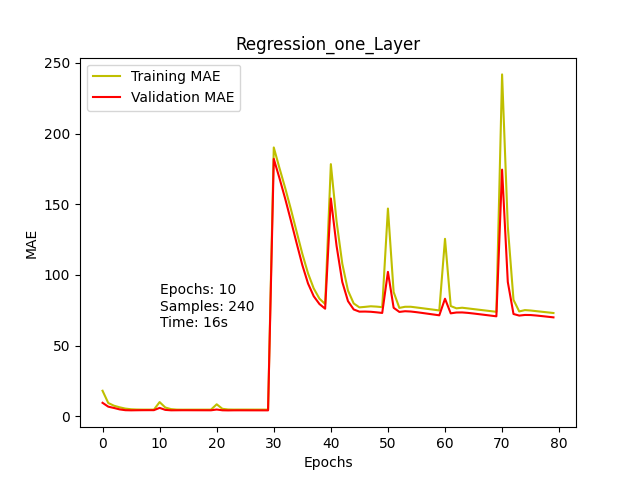 Regression_one_Layer
250
200
150
100
50
0
MAE
Training MAE
Validation MAE
Epochs: 10
Samples: 240
Time: 16s
0 10 20 30 40 50 60 70 80
Epochs